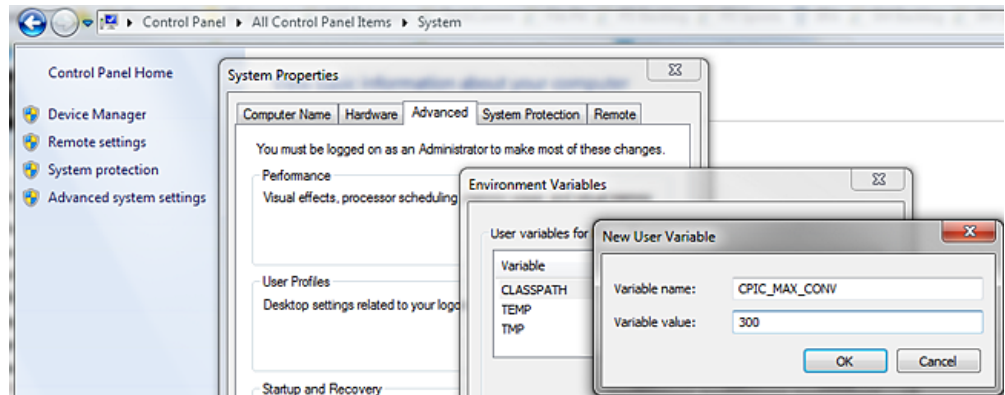 Control Panel ▸ All Control Panel Items ▸ System
Control Panel Home
Device Manager
Remote settings
System protection
Advanced system settings
System Properties
Computer Name Hardware Advanced System Protection Remote
You must be logged on as an Administrator to make most of these changes.
Performance
Visual effects, processor scheduling
User Profiles
Desktop settings related to your logo
Startup and Recovery
Environment Variables
User variables for
Variable
CLASSPATH
TEMP
TMP
New User Variable
Variable name: CPIC_MAX_CONV
Variable value: 300
OK Cancel